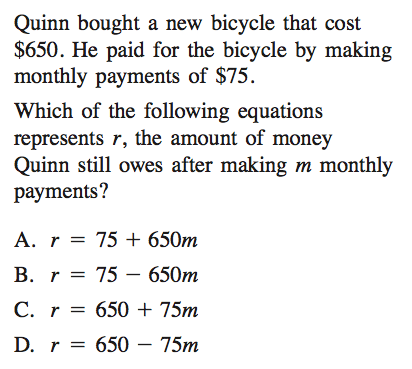 Quinn bought a new bicycle that cost
$650. He paid for the bicycle by making
monthly payments of $75.
Which of the following equations
represents r, the amount of money
Quinn still owes after making m monthly
payments?
A. r = 75 + 650m
B. r = 75 − 650m
C. r = 650 + 75m
D. r = 650 − 75m